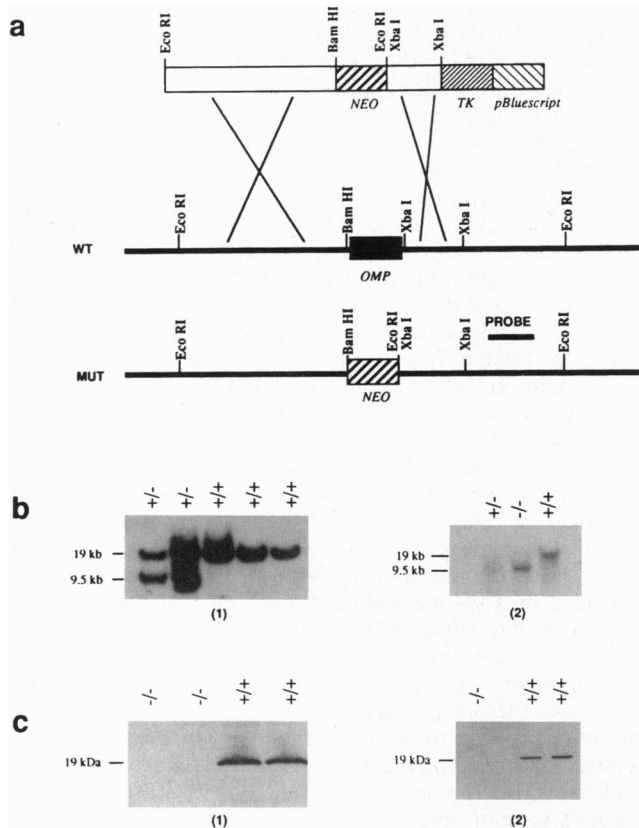 a
Eco RI
Bam HI
Eco RI
Xba I
Xba I
NEO
TK
pBluescript
Eco RI
Bam HI
Xba I
Xba I
Eco RI
WT
OMP
PROBE
Eco RI
Bam HI
Eco RI
Xba I
Xba I
Eco RI
MUT
NEO
b
+/- +/- +/+ +/+ +/+
19 kb
9.5 kb
(1)
+/- -/- +/+
19 kb
9.5 kb
(2)
c
-/- -/- +/+ +/+
19 kDa
(1)
-/- +/+ +/+
19 kDa
(2)